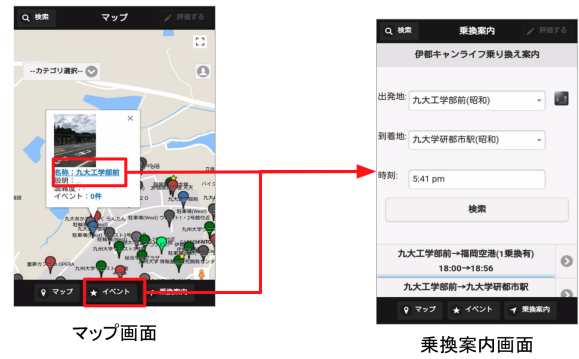 検索
マップ
評価する
--カテゴリ選択--
名称：九大工学部前
説明：...
混雑度：-
イベント：0件
マップ
イベント
乗換案内
マップ画面
検索
乗換案内
評価する
伊都キャンライフ乗り換え案内
出発地:
九大工学部前(昭和)
到着地:
九大学研都市駅(昭和)
時刻:
5:41 pm
検索
九大工学部前→福岡空港(1乗換有)
18:00→18:56
九大工学部前→九大学研都市駅
マップ
イベント
乗換案内
乗換案内画面